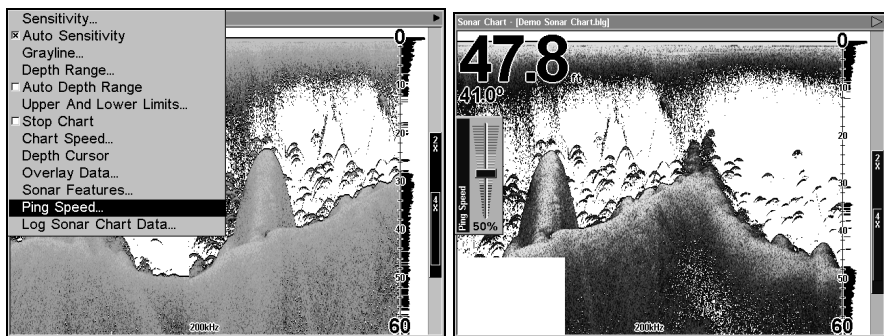 Sensitivity...
Auto Sensitivity
Grayline...
Depth Range...
Auto Depth Range
Upper And Lower Limits...
Stop Chart
Chart Speed...
Depth Cursor
Overlay Data...
Sonar Features...
Ping Speed...
Log Sonar Chart Data...
0
10
20
30
40
50
60
2X
4X
200kHz
Sonar Chart - [Demo Sonar Chart.blg]
47.8 ft
41.0°
Ping Speed
50%
0
10
20
30
40
50
60
2X
4X
200kHz